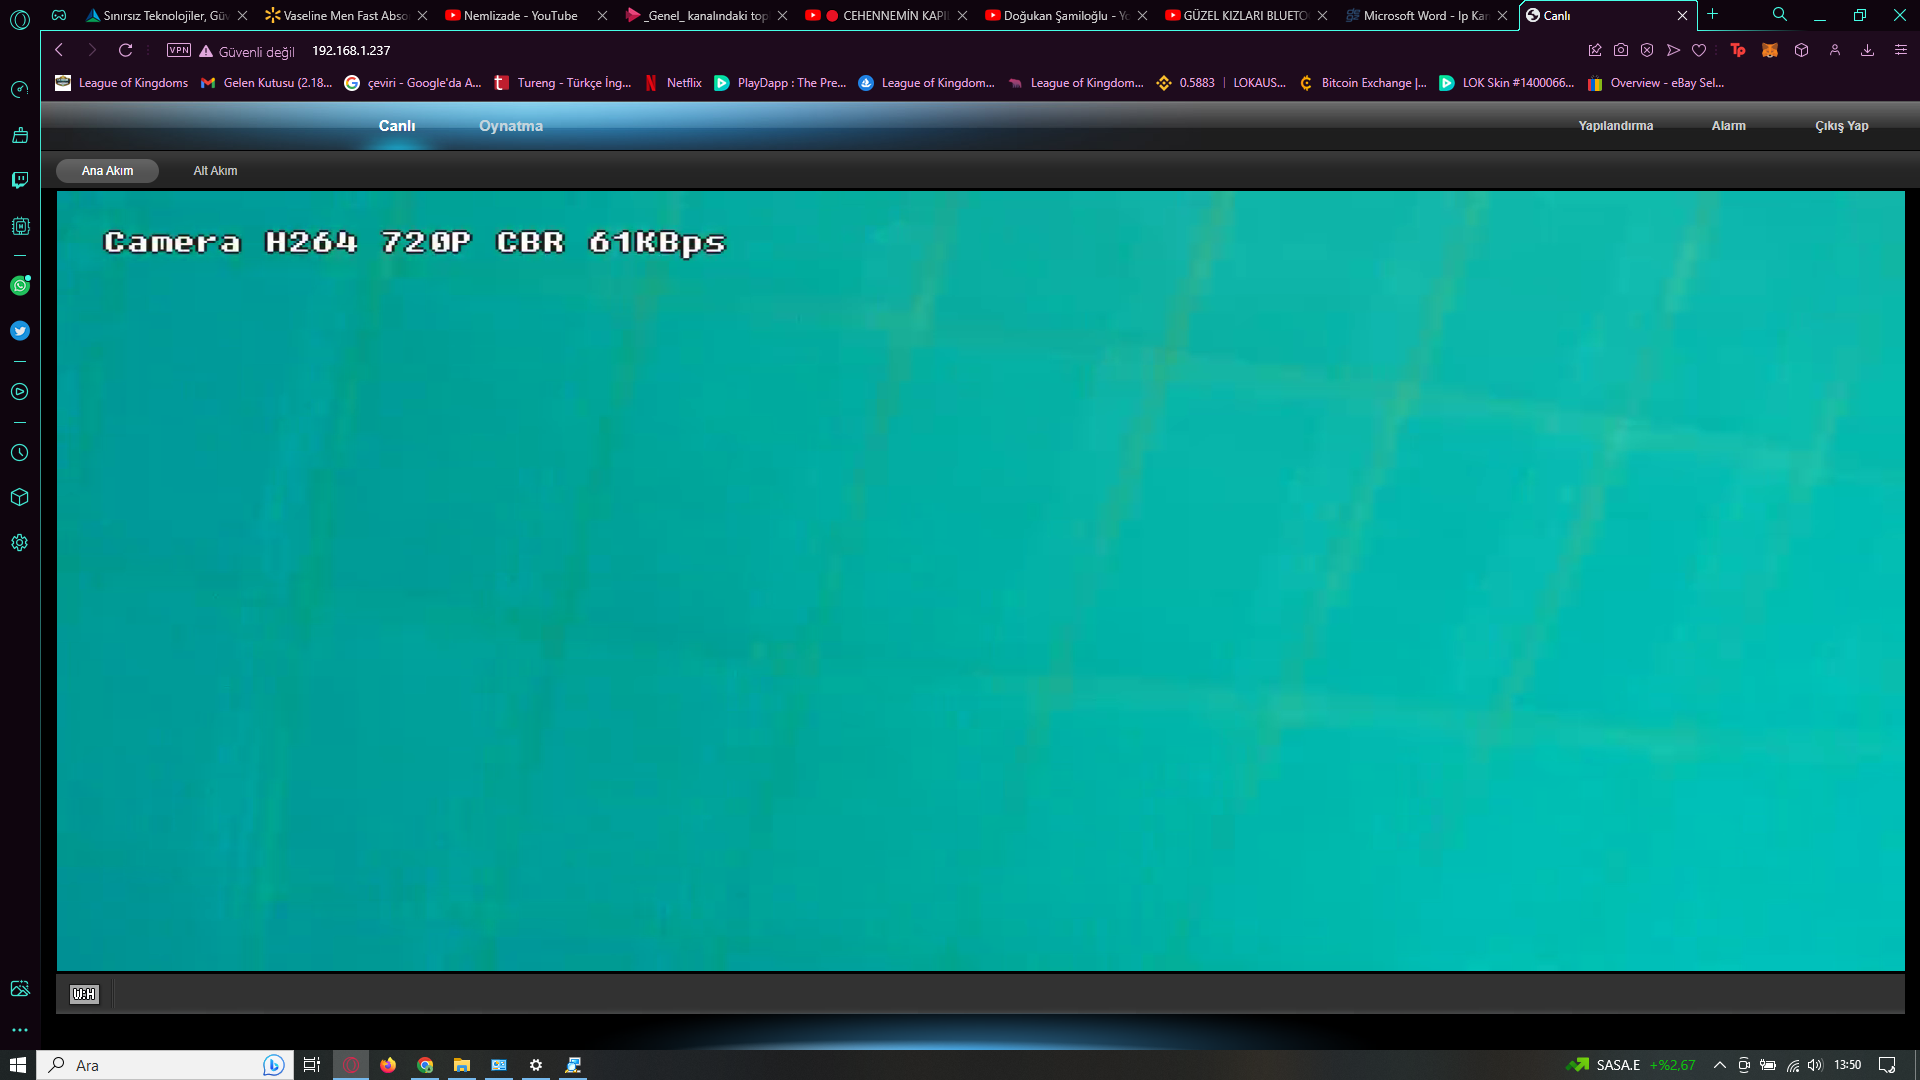 Sınırsız Teknolojiler, Güv
Vaseline Men Fast Abso
Nemlizade - YouTube
_Genel_ kanalındaki top
CEHENNEMİN KAPI
Doğukan Şamiloğlu - Yo
GÜZEL KIZLARI BLUETO
Microsoft Word - Ip Kam
Canlı
VPN
Güvenli değil
192.168.1.237
Tp
League of Kingdoms
Gelen Kutusu (2.18...
çeviri - Google'da A...
Tureng - Türkçe İng...
Netflix
PlayDapp : The Pre...
League of Kingdom...
League of Kingdom...
0.5883 | LOKAUS...
Bitcoin Exchange |...
LOK Skin #1400066...
Overview - eBay Sel...
Canlı
Oynatma
Yapılandırma
Alarm
Çıkış Yap
Ana Akım
Alt Akım
Camera H264 720P CBR 61KBps
W:H
Ara
SASA.E +%2,67
13:50